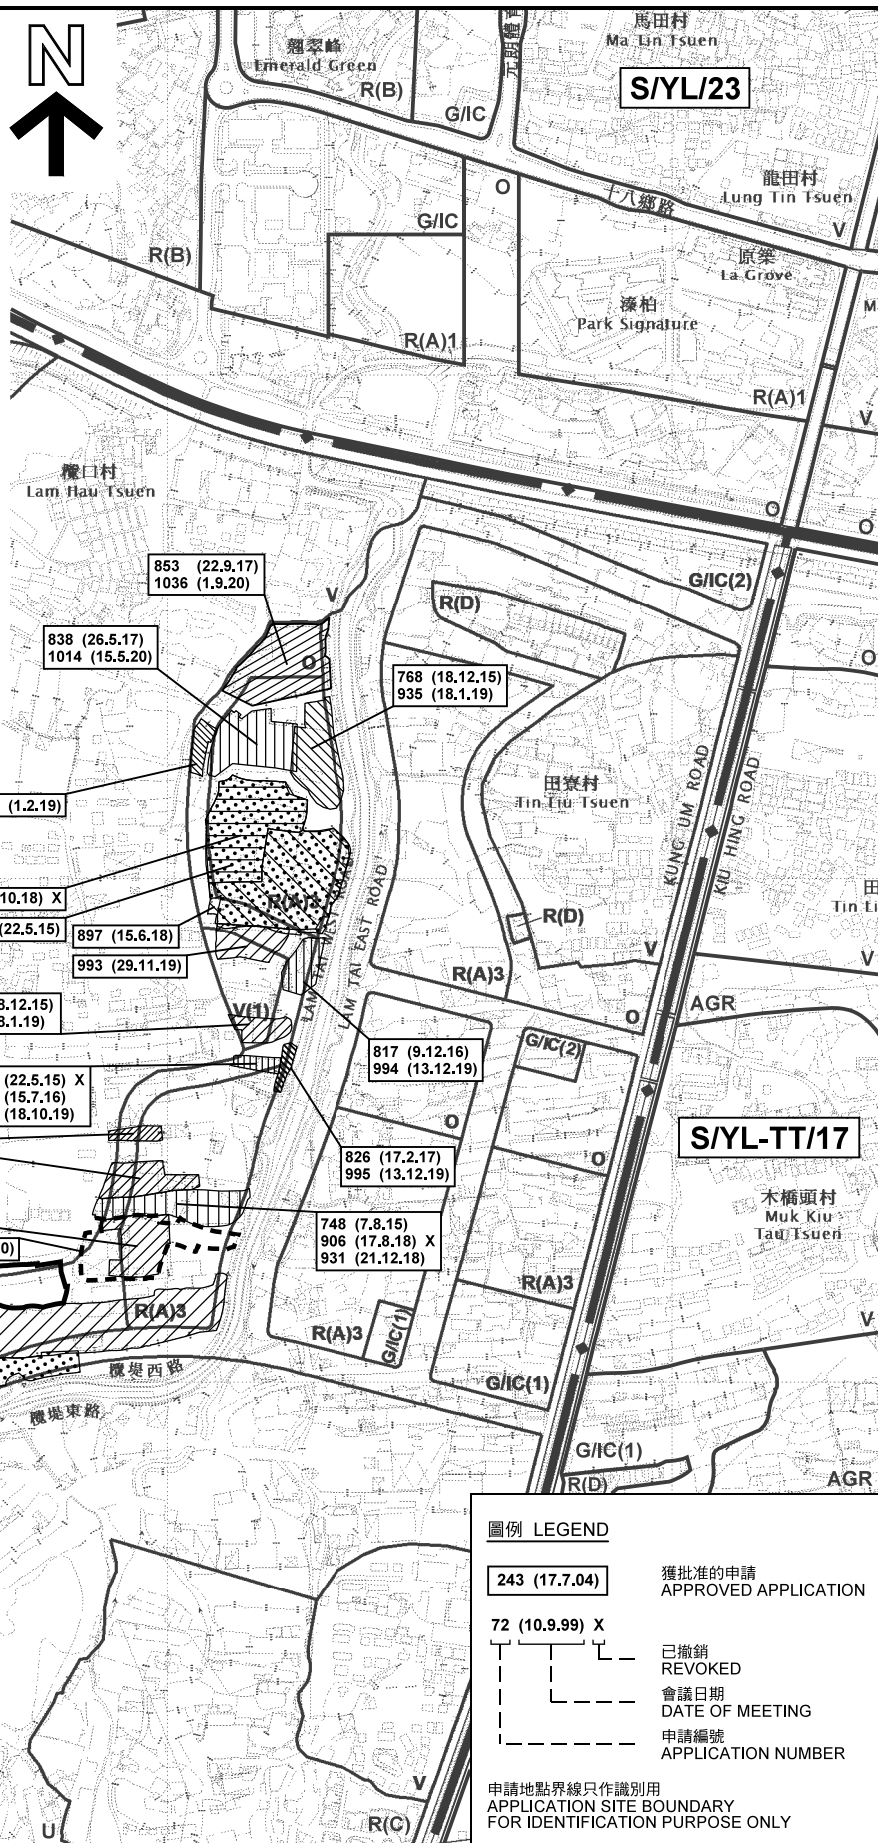 N
翹翠峰
Emerald Green
R(B)
G/IC
馬田村
Ma Tin Tsuen
S/YL/23
龍田村
Lung Tin Tsuen
O
十八鄉路
V
G/IC
R(B)
原築
La Grove
溱柏
Park Signature
R(A)1
R(A)1
V
欖口村
Lam Hau Tsuen
O
O
853 (22.9.17)
1036 (1.9.20)
G/IC(2)
V
R(D)
838 (26.5.17)
1014 (15.5.20)
O
O
768 (18.12.15)
935 (18.1.19)
田寮村
Tin Liu Tsuen
KUNG UM ROAD
KIU HING ROAD
(1.2.19)
10.18) X
(22.5.15)
897 (15.6.18)
993 (29.11.19)
LAM TAI EAST ROAD
R(D)
V
V
R(A)3
V(1)
O
AGR
817 (9.12.16)
994 (13.12.19)
G/IC(2)
(22.5.15) X
(15.7.16)
(18.10.19)
O
O
S/YL-TT/17
826 (17.2.17)
995 (13.12.19)
木橋頭村
Muk Kiu
Tau Tsuen
748 (7.8.15)
906 (17.8.18) X
931 (21.12.18)
0)
R(A)3
R(A)3
R(A)3
G/IC(1)
V
欖堤西路
G/IC(1)
欖堤東路
G/IC(1)
R(D)
AGR
V
U
R(C)
圖例 LEGEND
243 (17.7.04)
獲批准的申請
APPROVED APPLICATION
72 (10.9.99) X
已撤銷
REVOKED
會議日期
DATE OF MEETING
申請編號
APPLICATION NUMBER
申請地點界線只作識別用
APPLICATION SITE BOUNDARY
FOR IDENTIFICATION PURPOSE ONLY